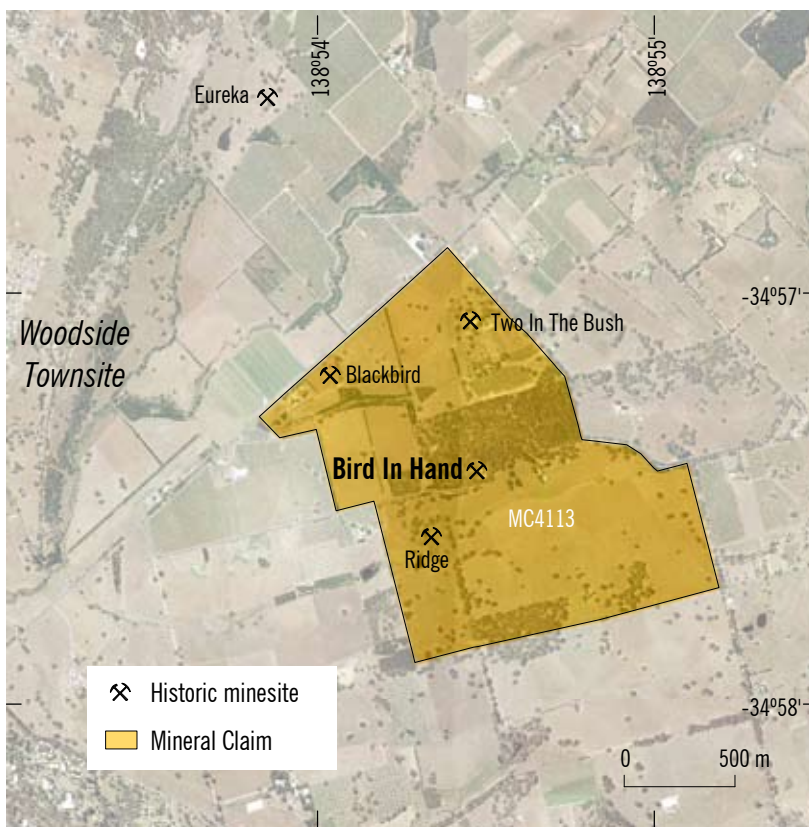 138º54'
138º55'
Eureka
-34º57'
Two In The Bush
Woodside
Townsite
Blackbird
Bird In Hand
MC4113
Ridge
Historic minesite
Mineral Claim
-34º58'
0 500 m